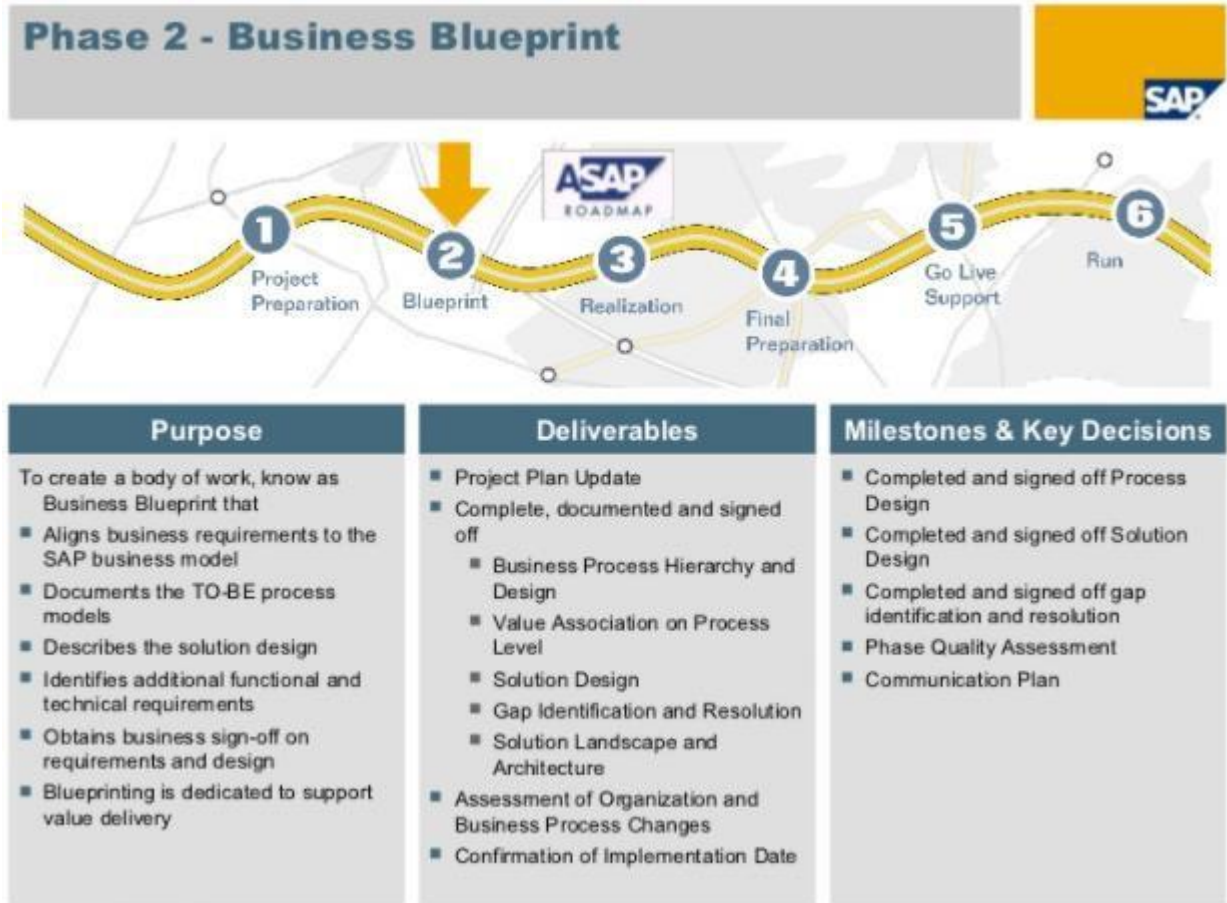 Phase 2 - Business Blueprint
SAP
ASAP
ROADMAP
1
Project
Preparation
2
Blueprint
3
Realization
4
Final
Preparation
5
Go Live
Support
6
Run
Purpose
To create a body of work, know as
Business Blueprint that
■ Aligns business requirements to the
SAP business model
■ Documents the TO-BE process
models
■ Describes the solution design
■ Identifies additional functional and
technical requirements
■ Obtains business sign-off on
requirements and design
■ Blueprinting is dedicated to support
value delivery
Deliverables
■ Project Plan Update
■ Complete, documented and signed
off
■ Business Process Hierarchy and
Design
■ Value Association on Process
Level
■ Solution Design
■ Gap Identification and Resolution
■ Solution Landscape and
Architecture
■ Assessment of Organization and
Business Process Changes
■ Confirmation of Implementation Date
Milestones & Key Decisions
■ Completed and signed off Process
Design
■ Completed and signed off Solution
Design
■ Completed and signed off gap
identification and resolution
■ Phase Quality Assessment
■ Communication Plan